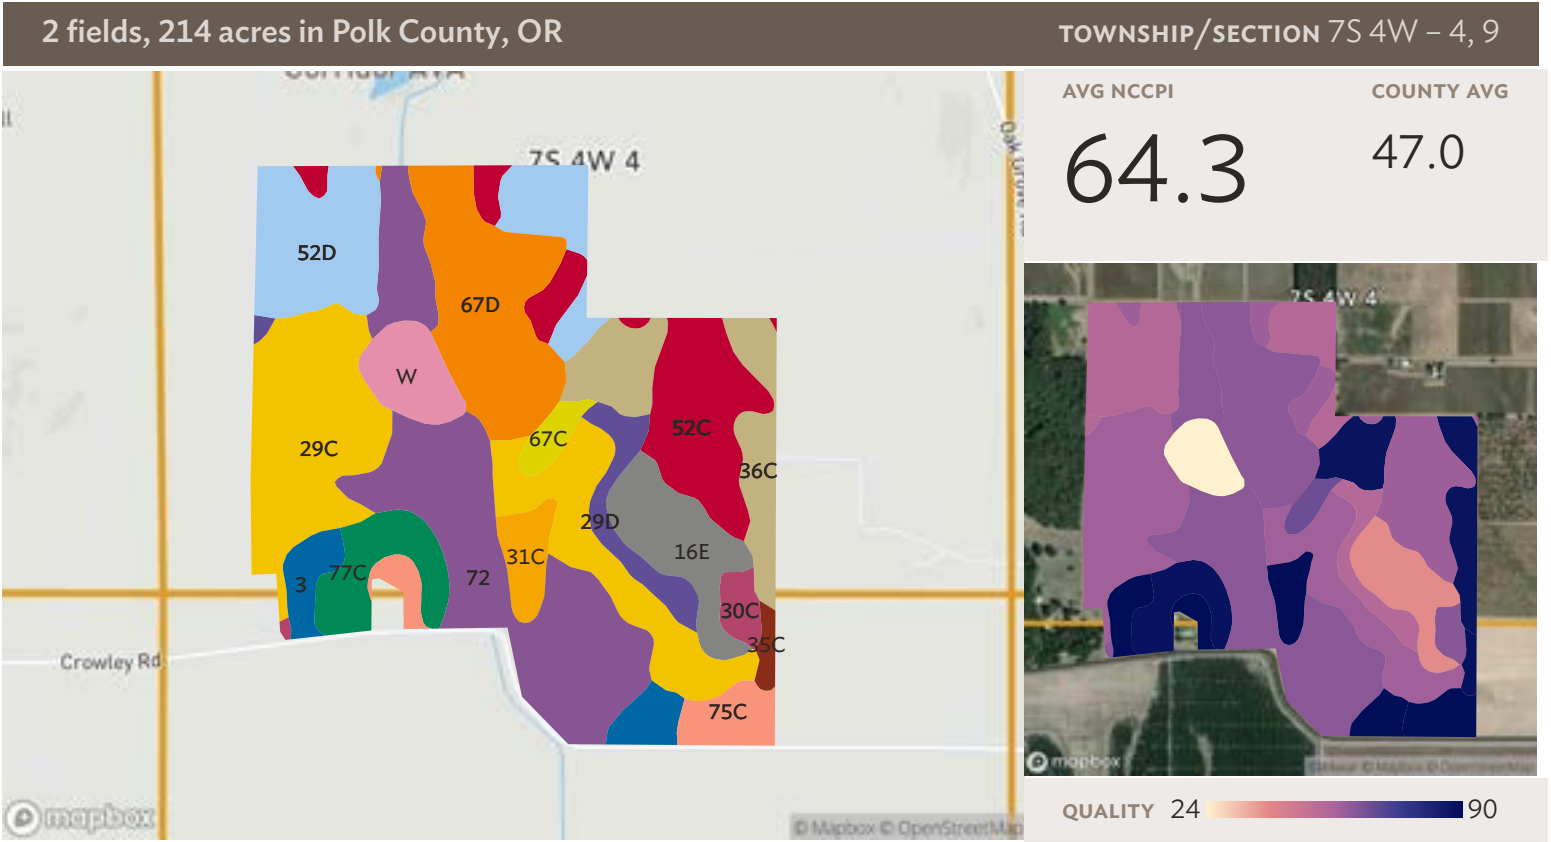 2 fields, 214 acres in Polk County, OR
TOWNSHIP/SECTION 7S 4W – 4, 9
AVG NCCPI
COUNTY AVG
64.3
47.0
7S 4W 4
52D
67D
W
29C
67C
52C
36C
29D
16E
31C
72
77C
3
30C
35C
75C
Crowley Rd
mapbox
© Mapbox © OpenStreetMap
7S 4W 4
mapbox
QUALITY 24 90